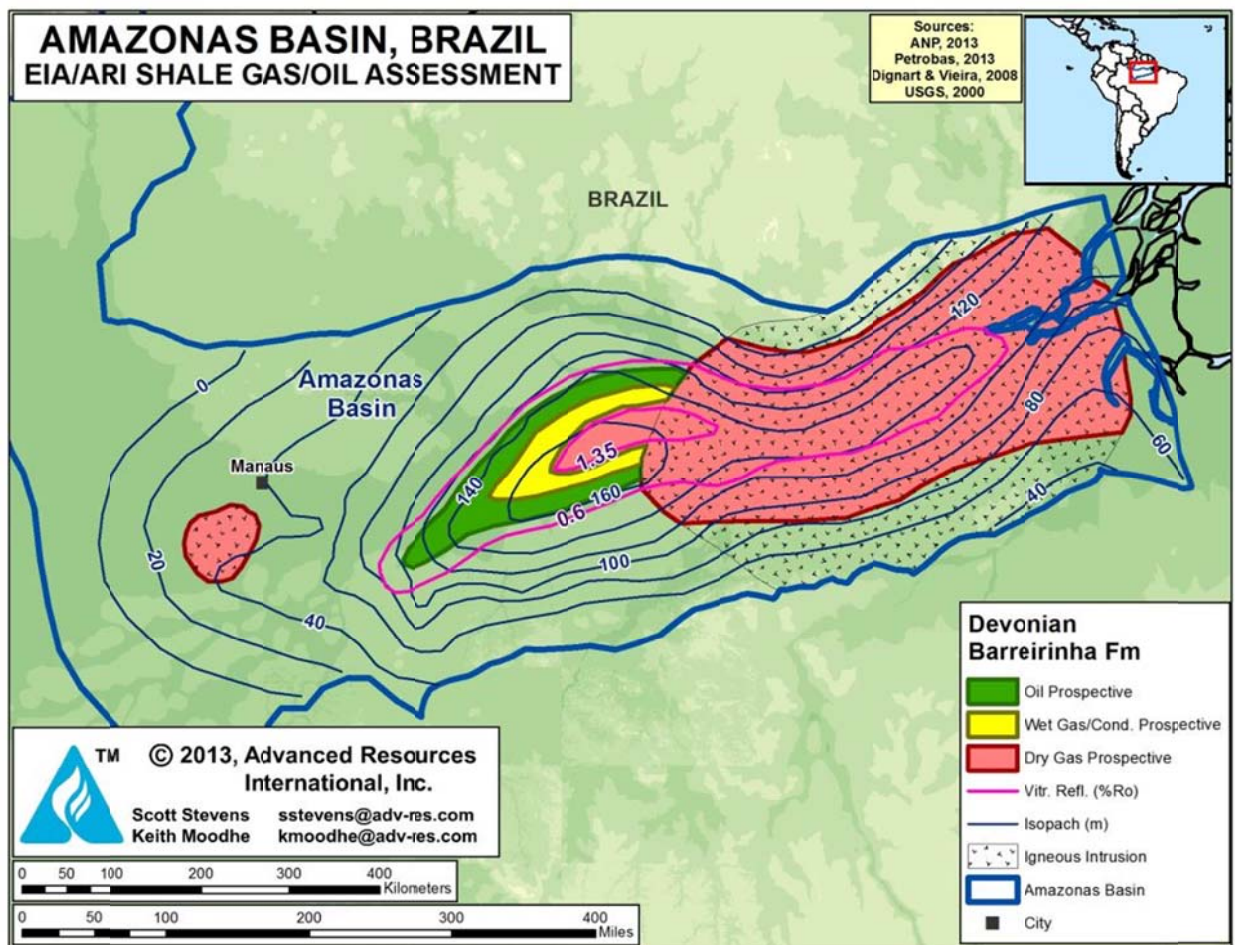 AMAZONAS BASIN, BRAZIL
EIA/ARI SHALE GAS/OIL ASSESSMENT
Sources:
ANP, 2013
Petrobas, 2013
Dignart & Vieira, 2008
USGS, 2000
BRAZIL
120
0
Amazonas
Basin
80
Manaus
1.35
60
140
160
0.6
40
20
100
40
Devonian
Barreirinha Fm
Oil Prospective
Wet Gas/Cond. Prospective
Dry Gas Prospective
Vitr. Refl. (%Ro)
Isopach (m)
Igneous Intrusion
Amazonas Basin
City
TM
© 2013, Advanced Resources
International, Inc.
Scott Stevens sstevens@adv-res.com
Keith Moodhe kmoodhe@adv-res.com
0 50 100 200 300 400
Kilometers
0 50 100 200 300 400
Miles